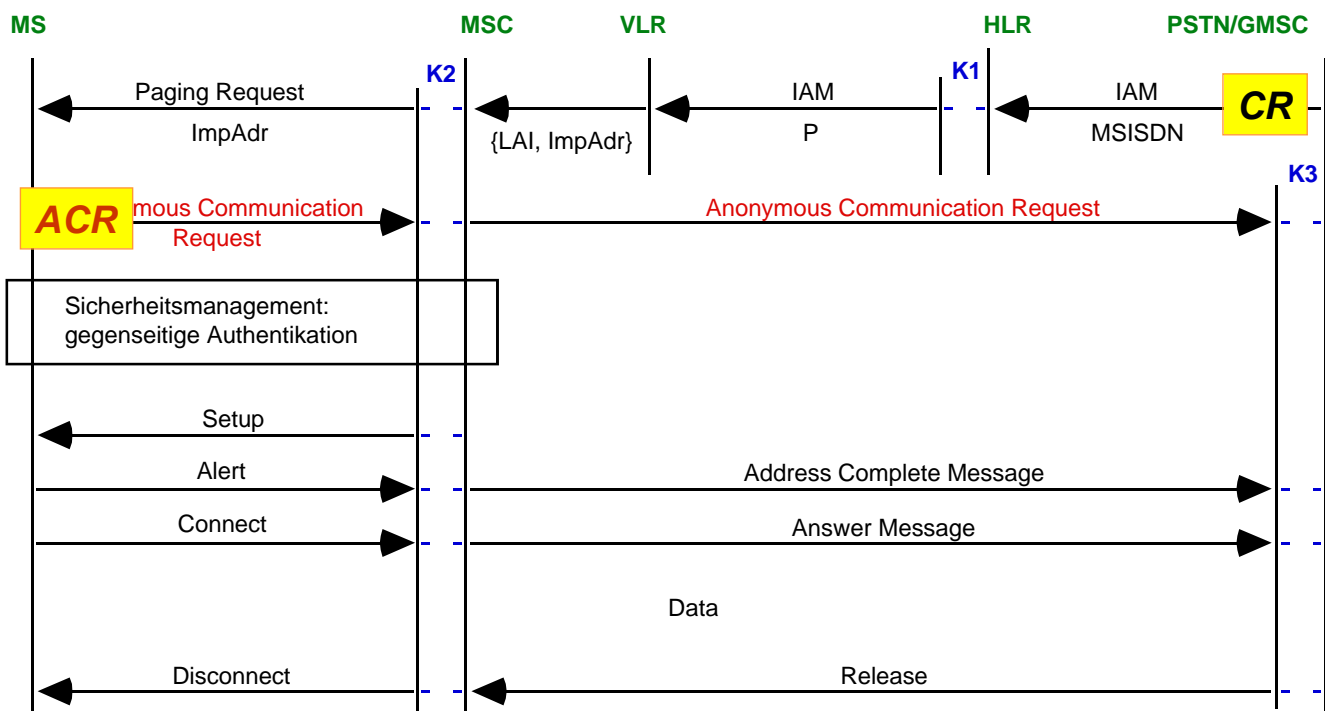 MS MSC VLR HLR PSTN/GMSC
K2 K1
Paging Request IAM IAM CR
ImpAdr {LAI, ImpAdr} P MSISDN
K3
ACR mous Communication Anonymous Communication Request
Request
Sicherheitsmanagement:
gegenseitige Authentikation
Setup
Alert Address Complete Message
Connect Answer Message
Data
Disconnect Release